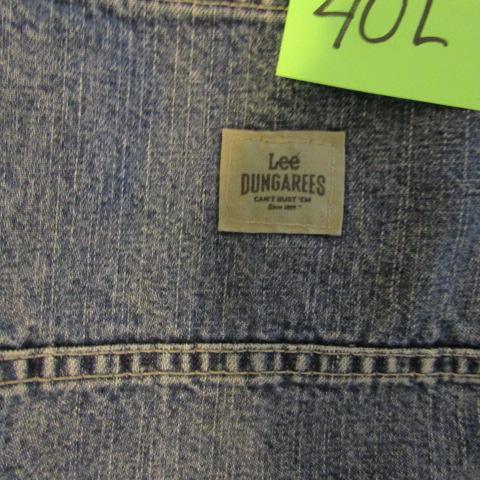 40L
Lee
DUNGAREES
CAN'T BUST 'EM
Since 1889